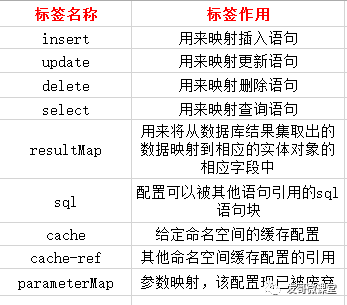 标签名称 标签作用
insert 用来映射插入语句
update 用来映射更新语句
delete 用来映射删除语句
select 用来映射查询语句
resultMap 用来将从数据库结果集取出的
数据映射到相应的实体对象的
相应字段中
sql 配置可以被其他语句引用的sql
语句块
cache 给定命名空间的缓存配置
cache-ref 其他命名空间缓存配置的引用
parameterMap 参数映射，该配置现已被废弃
发哥微课堂